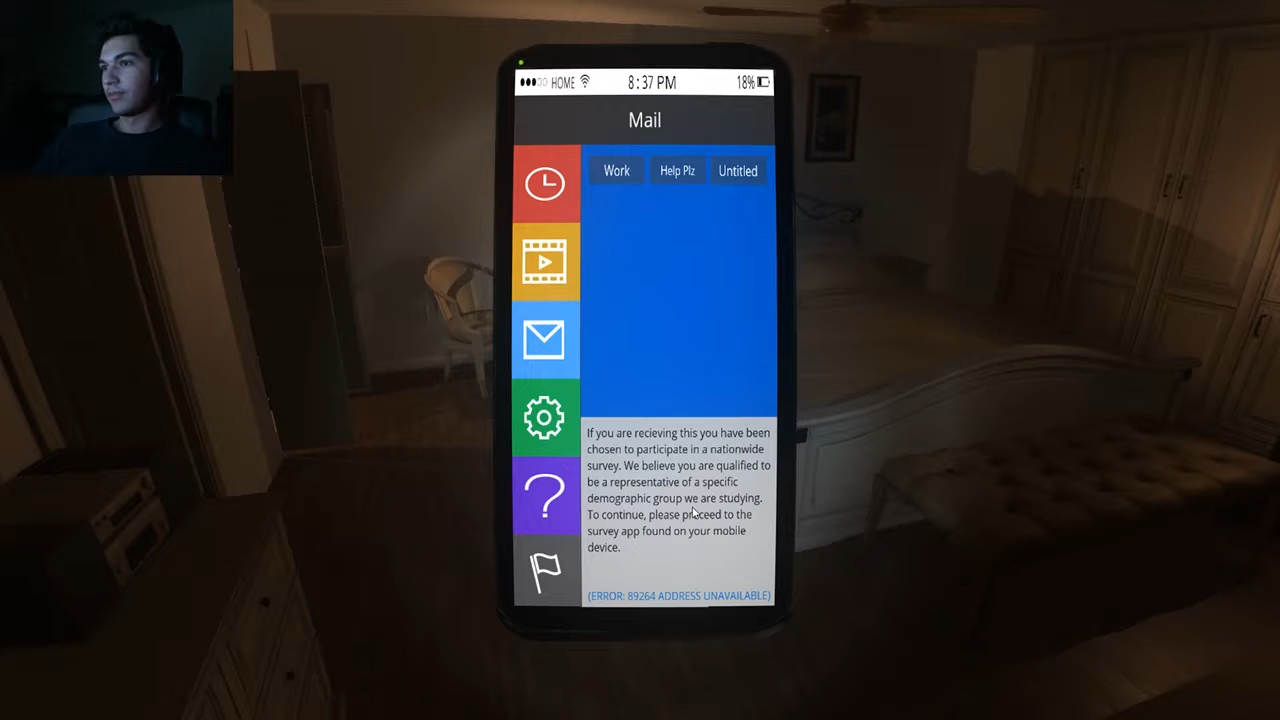 HOME 8:37 PM 18%
Mail
Work Help Plz Untitled
If you are recieving this you have been
chosen to participate in a nationwide
survey. We believe you are qualified to
be a representative of a specific
demographic group we are studying.
To continue, please proceed to the
survey app found on your mobile
device.
(ERROR: 89264 ADDRESS UNAVAILABLE)